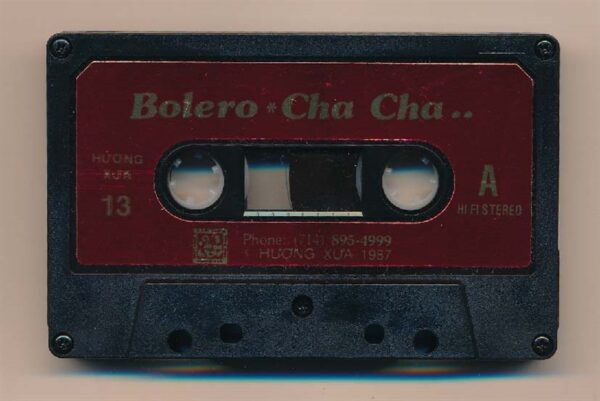 Bolero * Cha Cha..
HƯƠNG
XƯA
13
A
HI FI STEREO
Phone: (714) 895-4999
HƯƠNG XƯA 1987